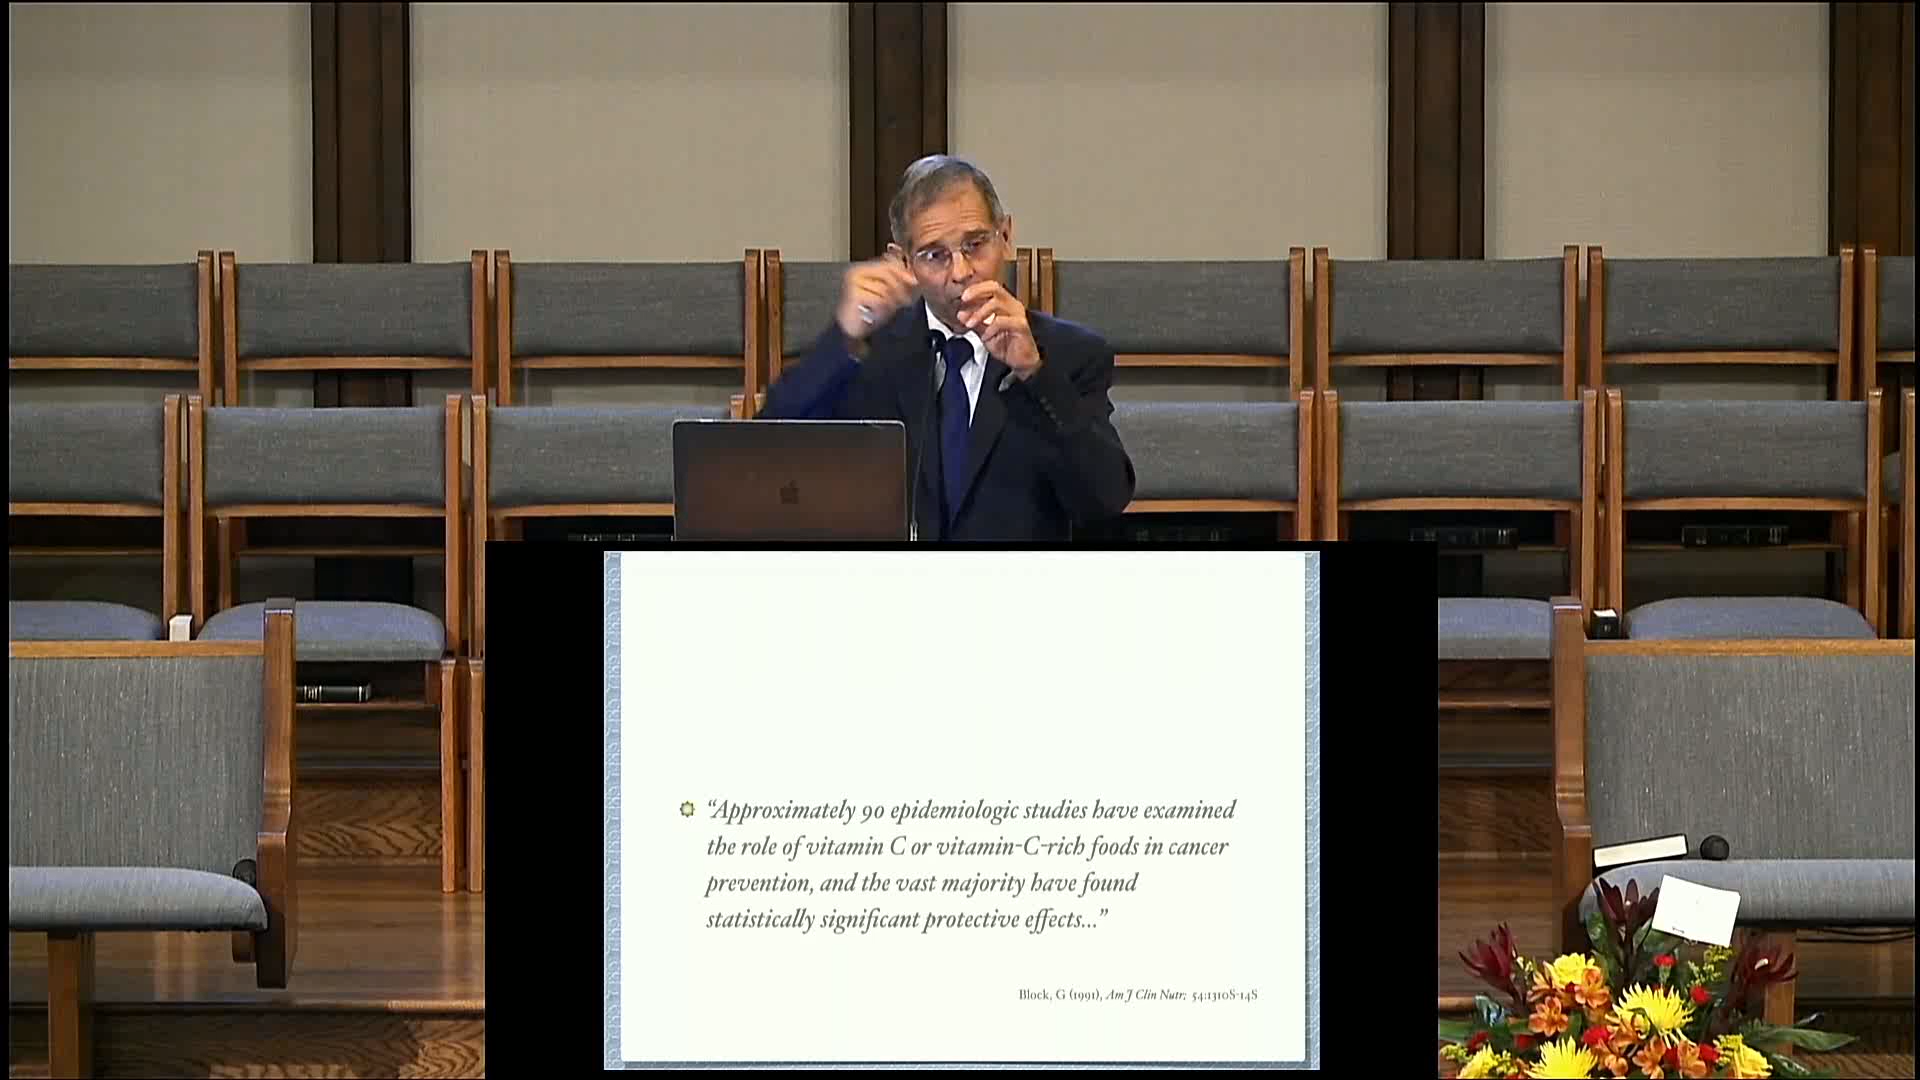 “Approximately 90 epidemiologic studies have examined
the role of vitamin C or vitamin-C-rich foods in cancer
prevention, and the vast majority have found
statistically significant protective effects...”
Block, G (1991), Am J Clin Nutr: 54:1310S-14S